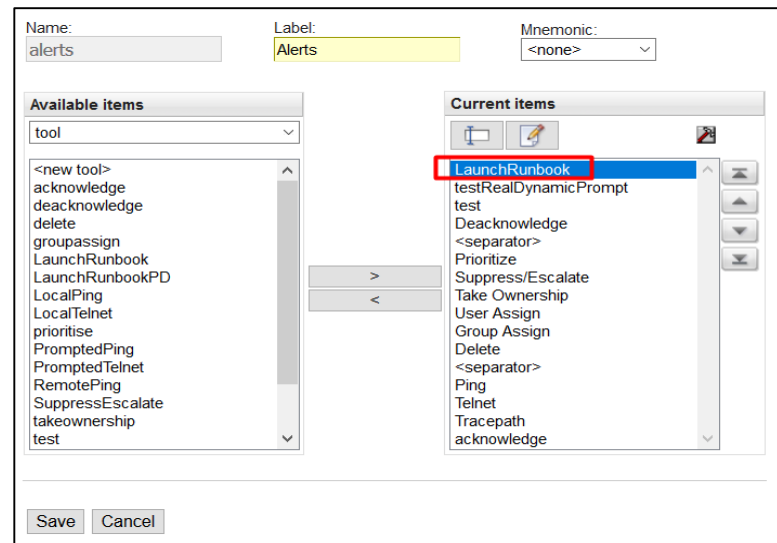 Name:
alerts
Label:
Alerts
Mnemonic:
<none>
Available items
tool
<new tool>
acknowledge
deacknowledge
delete
groupassign
LaunchRunbook
LaunchRunbookPD
LocalPing
LocalTelnet
prioritise
PromptedPing
PromptedTelnet
RemotePing
SuppressEscalate
takeownership
test
>
<
Current items
LaunchRunbook
testRealDynamicPrompt
test
Deacknowledge
<separator>
Prioritize
Suppress/Escalate
Take Ownership
User Assign
Group Assign
Delete
<separator>
Ping
Telnet
Tracepath
acknowledge
Save
Cancel